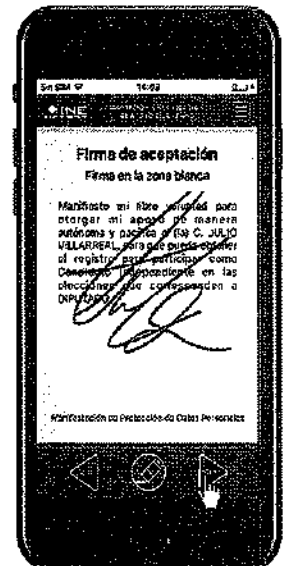 Sin SIM 16:03
INE
Firma de aceptación
Firma en la zona blanca
Manifiesto mi libre voluntad para
otorgar mi apoyo de manera
autónoma y pacífica a (la) C. JULIO
VILLARREAL, para que pueda obtener
el registro para participar como
Candidato Independiente en las
elecciones que corresponden a
DIPUTADO
Manifestación de Protección de Datos Personales